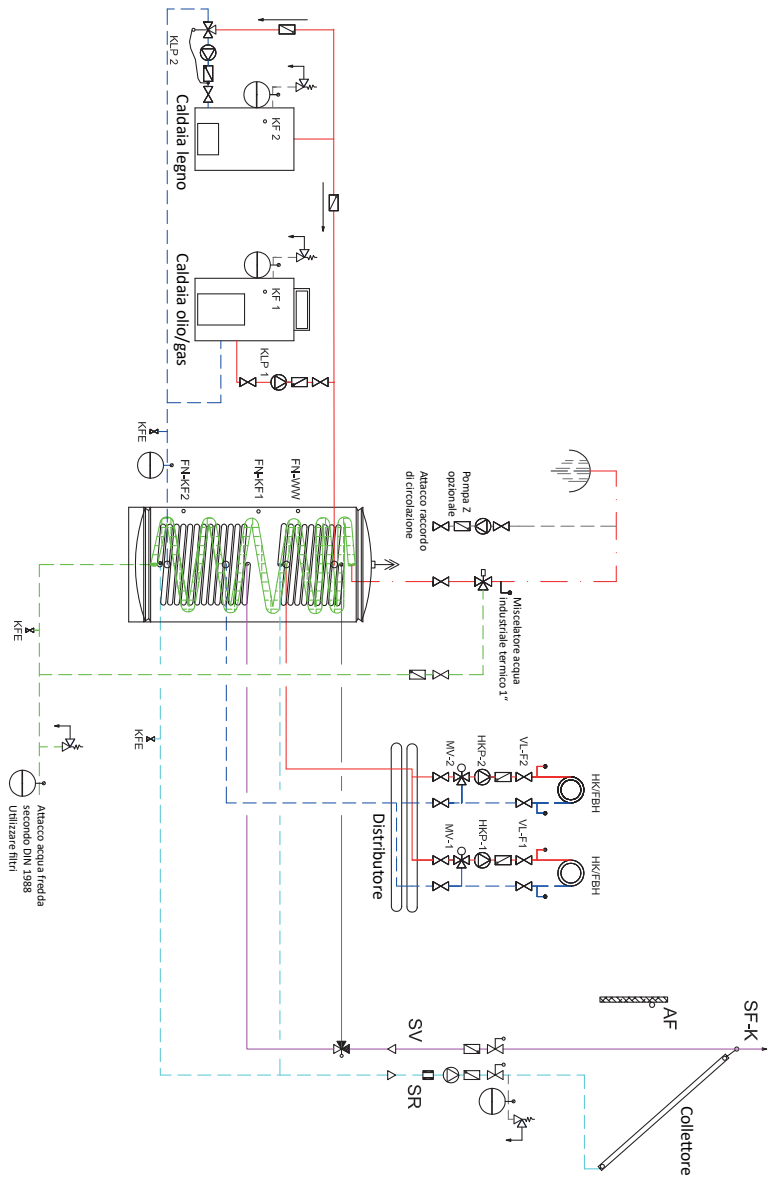 KLP 2
KF 2
Caldaia legno
KF 1
Caldaia olio/gas
KLP 1
KFE
FN-KF2
FN-KF1
FN-WW
Attacco raccordo
di circolazione
Pompa Z
opzionale
Miscelatore acqua
industriale termico 1"
KFE
KFE
Attacco acqua fredda
secondo DIN 1988
Utilizzare filtri
MV-2
HKP-2
VL-F2
HK/FBH
MV-1
HKP-1
VL-F1
HK/FBH
Distributore
AF
SF-K
SV
SR
Collettore